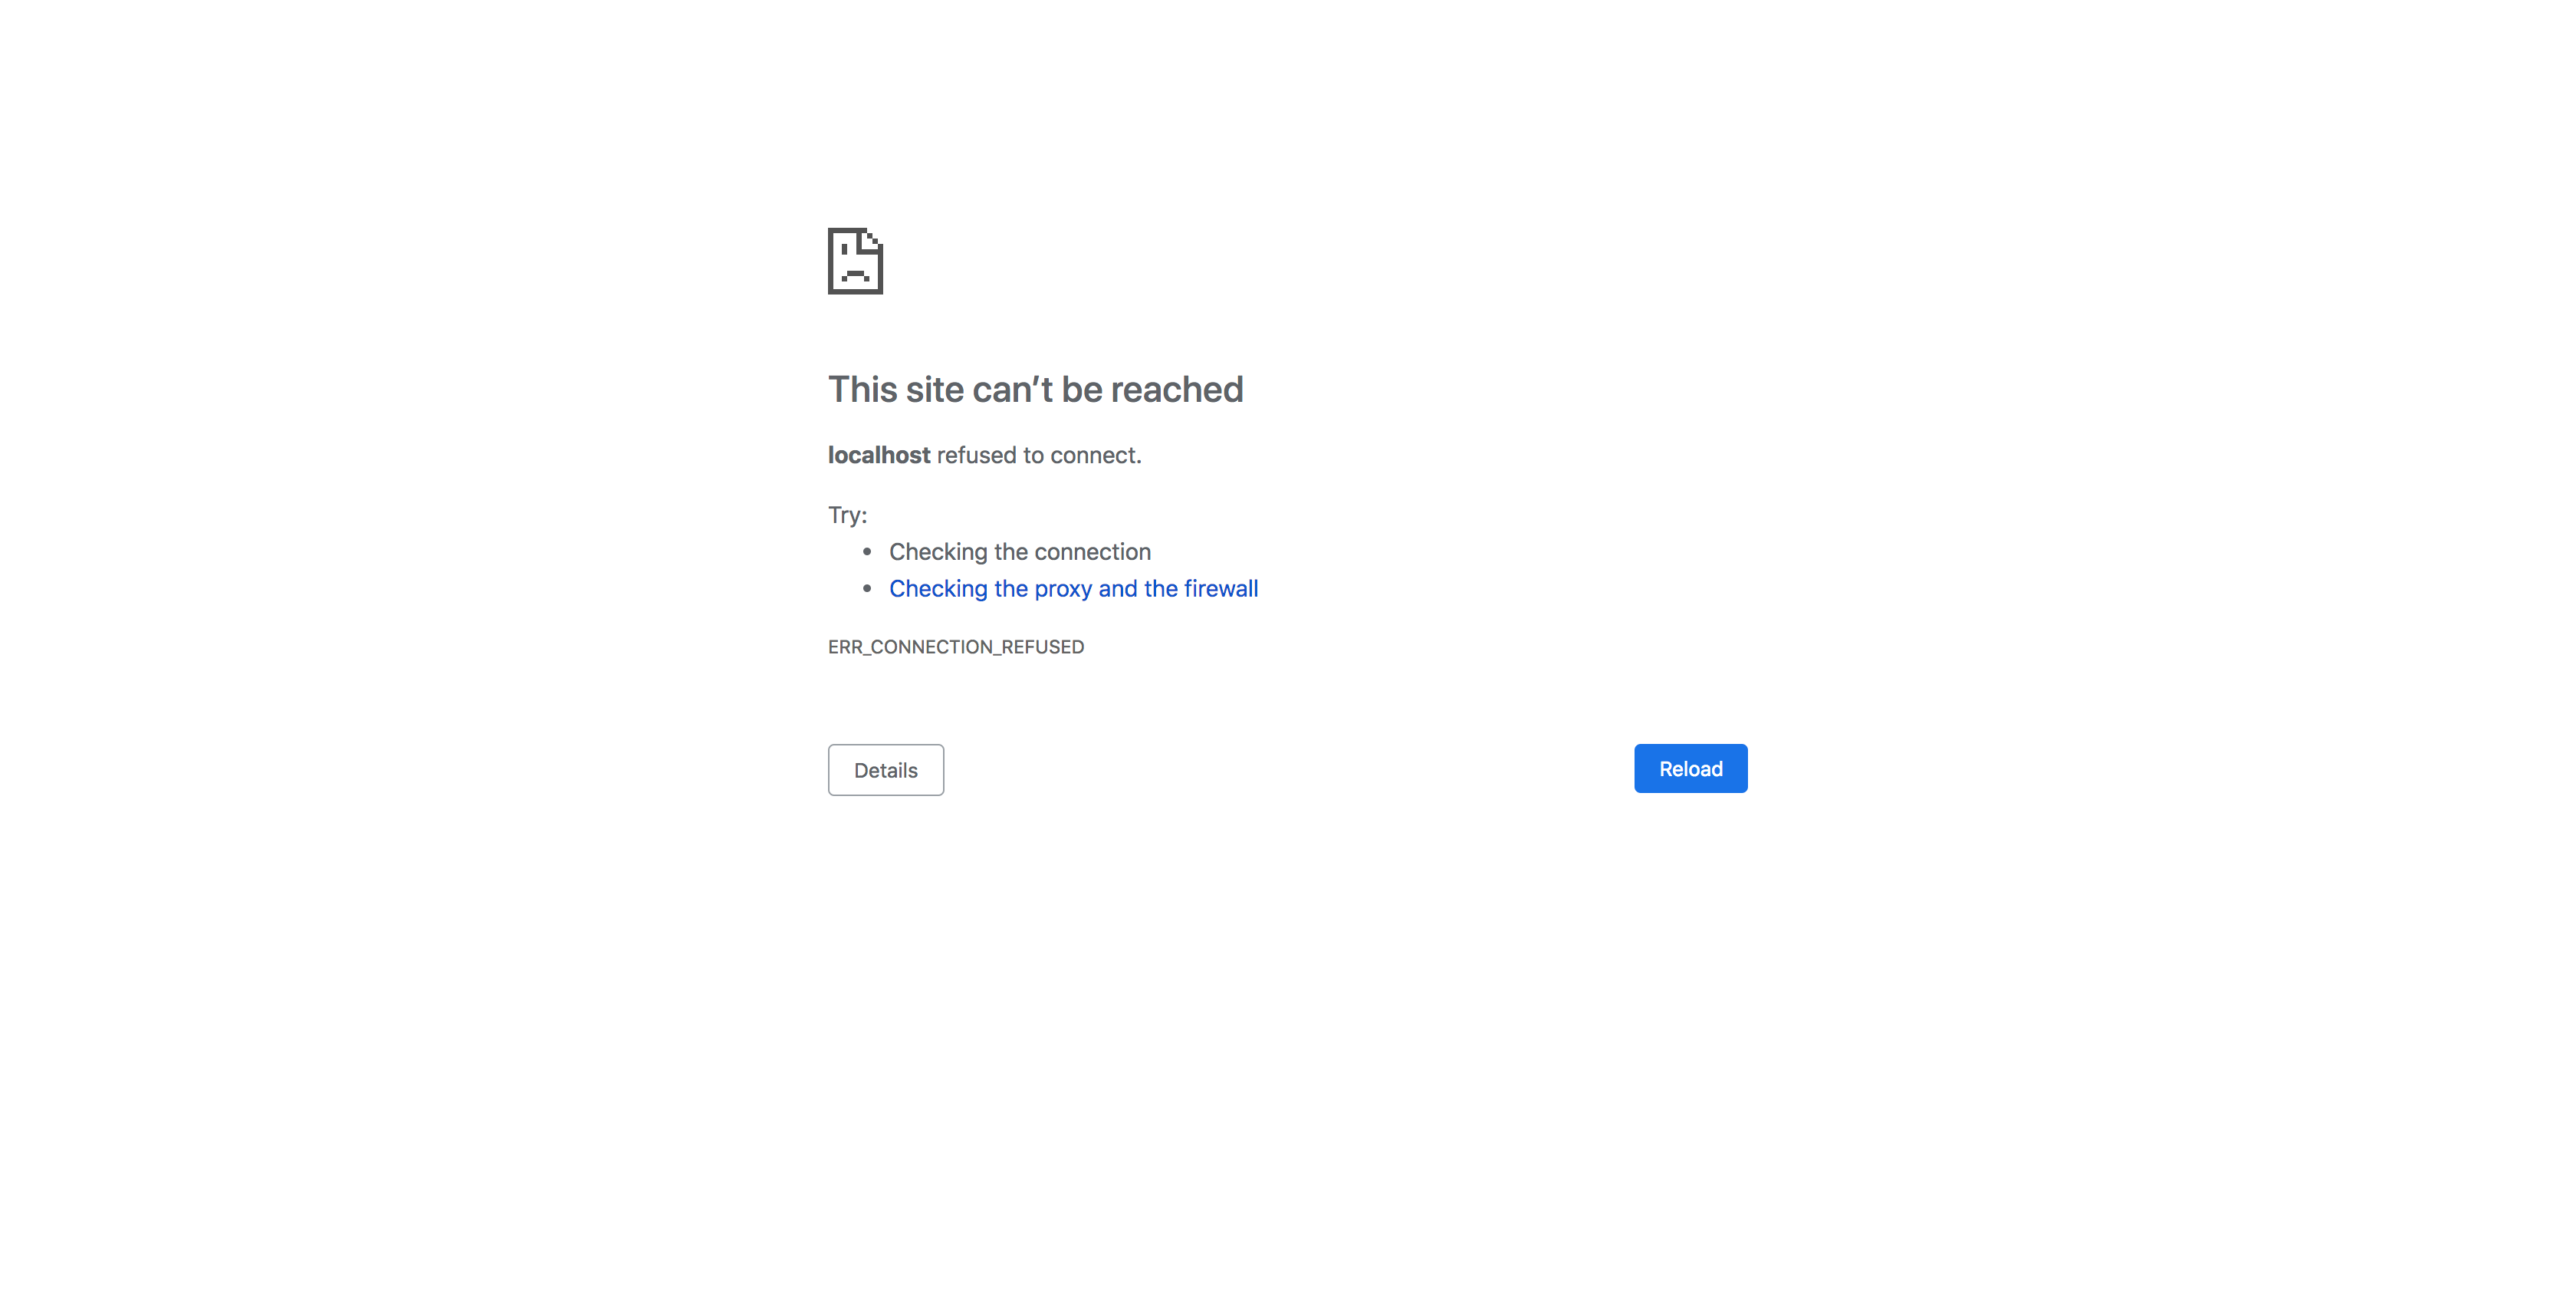 This site can’t be reached
localhost refused to connect.
Try:
• Checking the connection
• Checking the proxy and the firewall
ERR_CONNECTION_REFUSED
Details
Reload